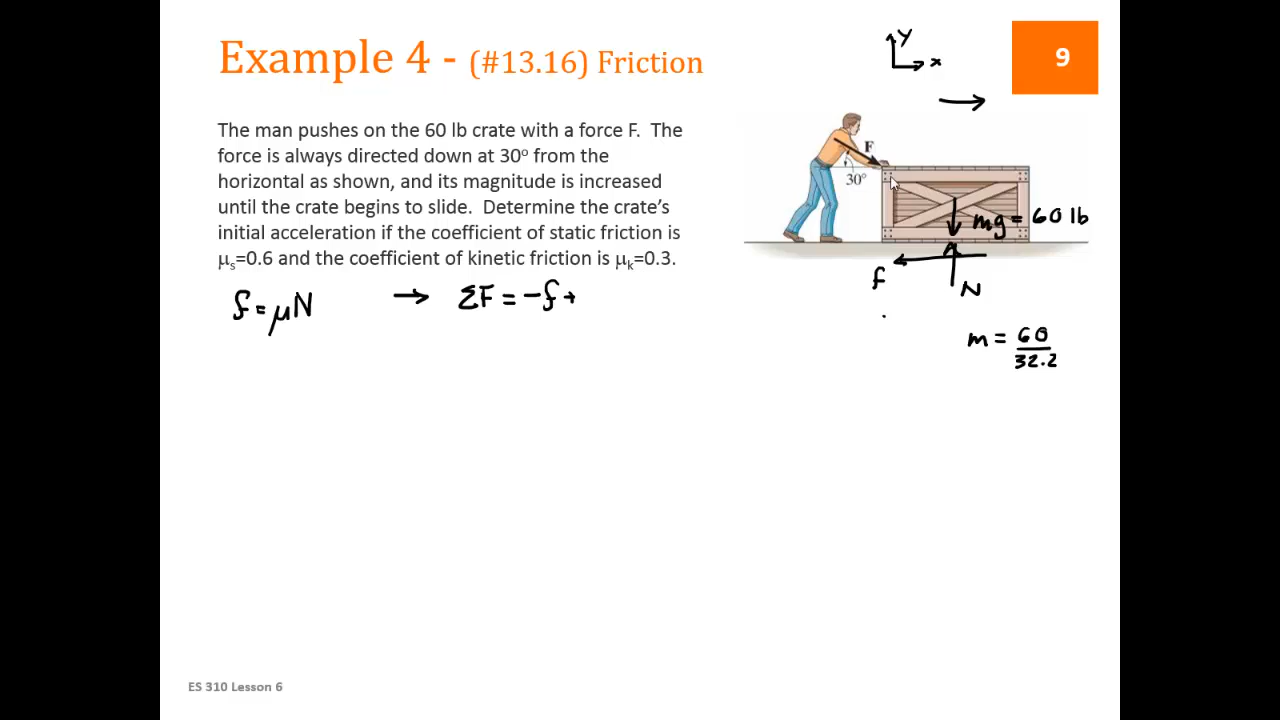 Example 4 - (#13.16) Friction
9
Y
x
The man pushes on the 60 lb crate with a force F. The
force is always directed down at 30° from the
horizontal as shown, and its magnitude is increased
until the crate begins to slide. Determine the crate's
initial acceleration if the coefficient of static friction is
μs=0.6 and the coefficient of kinetic friction is μk=0.3.
F
30°
mg = 60 lb
f
N
f = μN → ΣF = -f +
m = 60/32.2
ES 310 Lesson 6